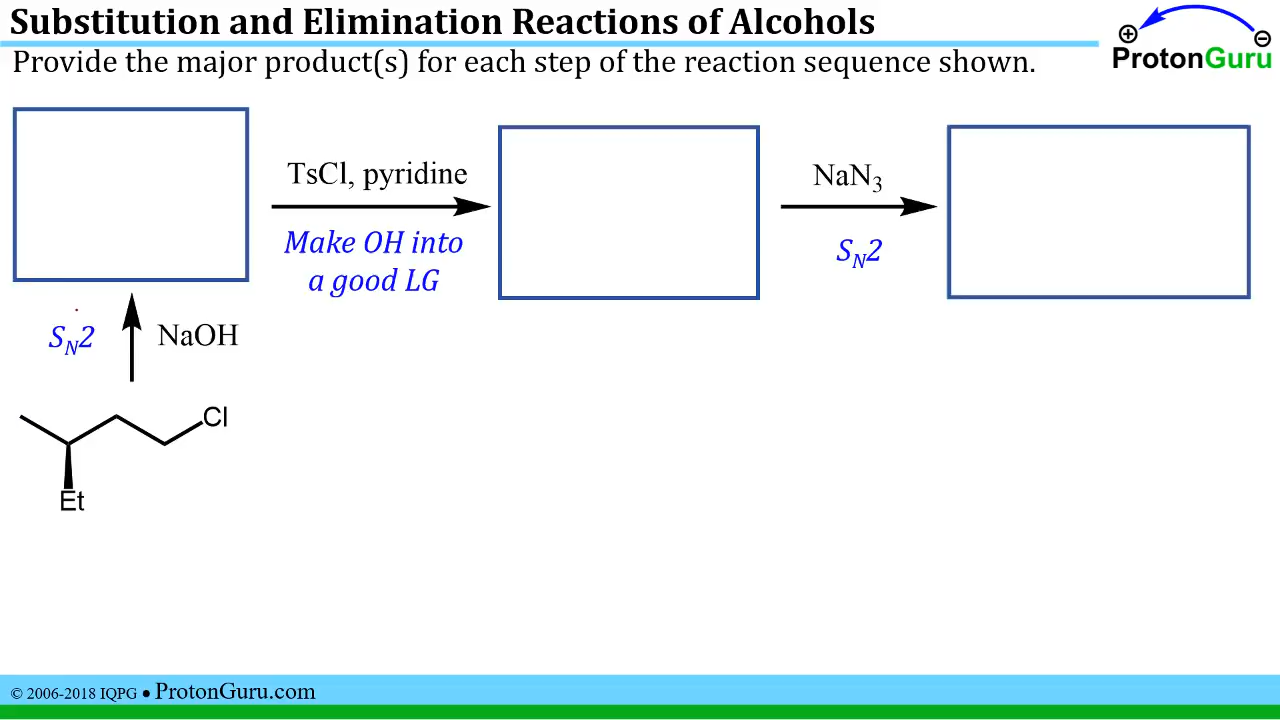 Substitution and Elimination Reactions of Alcohols
Provide the major product(s) for each step of the reaction sequence shown.
⊕ ⊖
ProtonGuru
TsCl, pyridine
Make OH into
a good LG
NaN₃
Sₙ2
Sₙ2
NaOH
Cl
Et
© 2006-2018 IQPG ● ProtonGuru.com